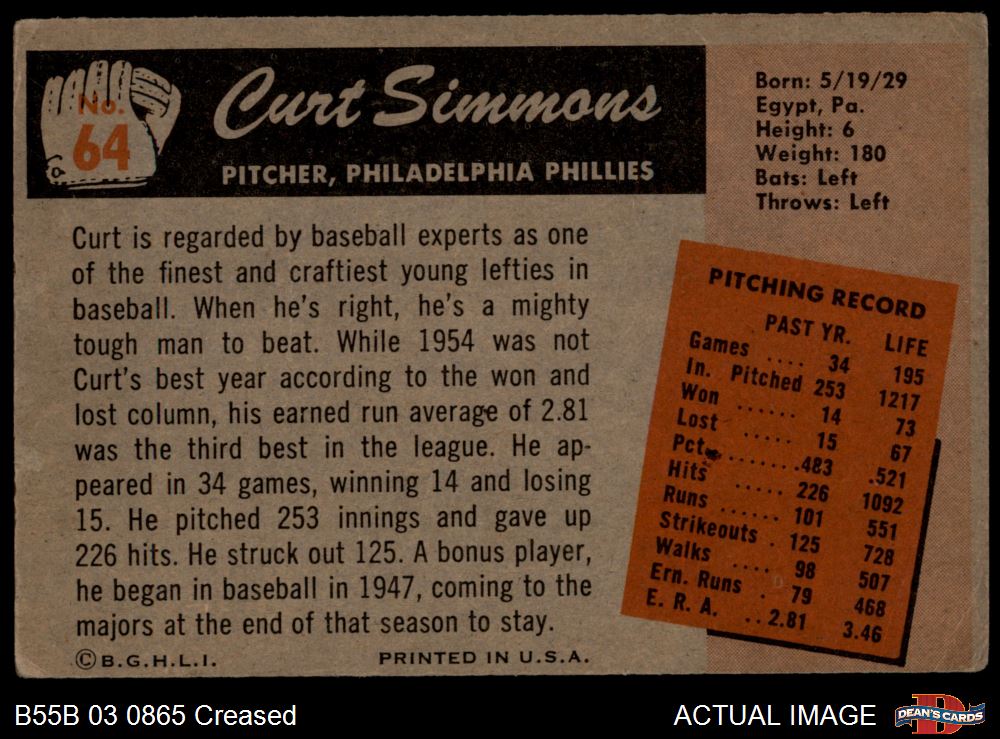 No.
64
Curt Simmons
PITCHER, PHILADELPHIA PHILLIES
Born: 5/19/29
Egypt, Pa.
Height: 6
Weight: 180
Bats: Left
Throws: Left
Curt is regarded by baseball experts as one
of the finest and craftiest young lefties in
baseball. When he's right, he's a mighty
tough man to beat. While 1954 was not
Curt's best year according to the won and
lost column, his earned run average of 2.81
was the third best in the league. He ap-
peared in 34 games, winning 14 and losing
15. He pitched 253 innings and gave up
226 hits. He struck out 125. A bonus player,
he began in baseball in 1947, coming to the
majors at the end of that season to stay.
©B.G.H.L.I. PRINTED IN U.S.A.
PITCHING RECORD
PAST YR. LIFE
Games .... 34 195
In. Pitched 253 1217
Won ...... 14 73
Lost ..... 15 67
Pct........ .483 .521
Hits ..... 226 1092
Runs ...... 101 551
Strikeouts . 125 728
Walks .... 98 507
Ern. Runs . 79 468
E. R. A. .. 2.81 3.46
B55B 03 0865 Creased
ACTUAL IMAGE
D
DEAN'S CARDS